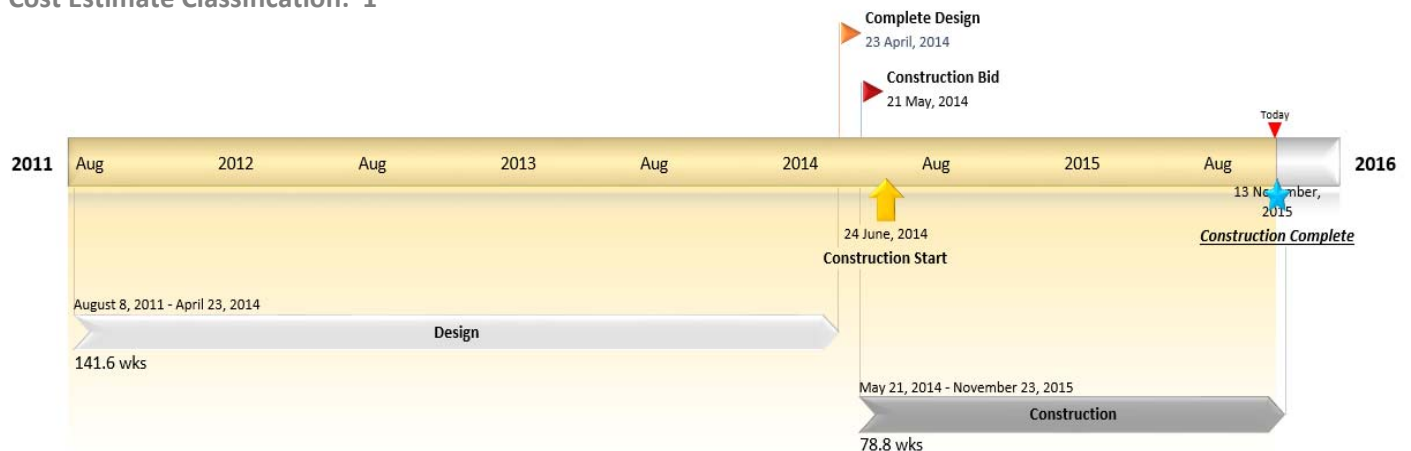 Cost Estimate Classification: 1
Complete Design
23 April, 2014
Construction Bid
21 May, 2014
Today
2011 Aug 2012 Aug 2013 Aug 2014 Aug 2015 Aug 2016
13 November,
2015
Construction Complete
24 June, 2014
Construction Start
August 8, 2011 - April 23, 2014
Design
141.6 wks
May 21, 2014 - November 23, 2015
Construction
78.8 wks